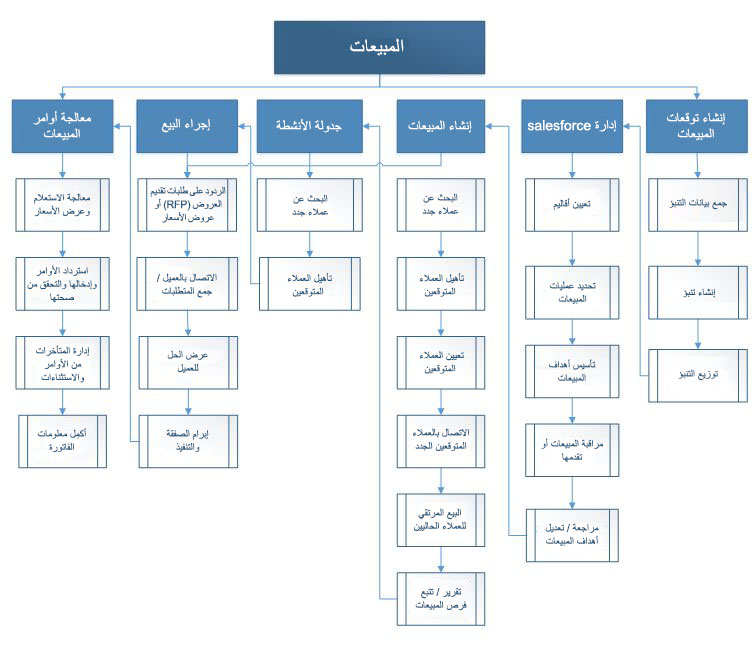 المبيعات
إنشاء توقعات
المبيعات
جمع بيانات التنبؤ
إنشاء تنبؤ
توزيع التنبؤ
إدارة salesforce
تعيين أقاليم
تحديد عمليات
المبيعات
تأسيس أهداف
المبيعات
مراقبة المبيعات أو
تقدمها
مراجعة / تعديل
أهداف المبيعات
إنشاء المبيعات
البحث عن
عملاء جدد
تأهيل العملاء
المتوقعين
تعيين العملاء
المتوقعين
الاتصال بالعملاء
المتوقعين الجدد
البيع المرتقي
للعملاء الحاليين
تقرير / تتبع
فرص المبيعات
جدولة الأنشطة
البحث عن
عملاء جدد
تأهيل العملاء
المتوقعين
إجراء البيع
الردود على طلبات تقديم
العروض (RFP) أو
عروض الأسعار
الاتصال بالعميل /
جمع المتطلبات
عرض الحل
للعميل
إبرام الصفقة
والتنفيذ
معالجة أوامر
المبيعات
معالجة الاستعلام
وعرض الأسعار
استرداد الأوامر
وإدخالها والتحقق من
صحتها
إدارة المتأخرات
من الأوامر
والاستثناءات
أكمل معلومات
الفاتورة